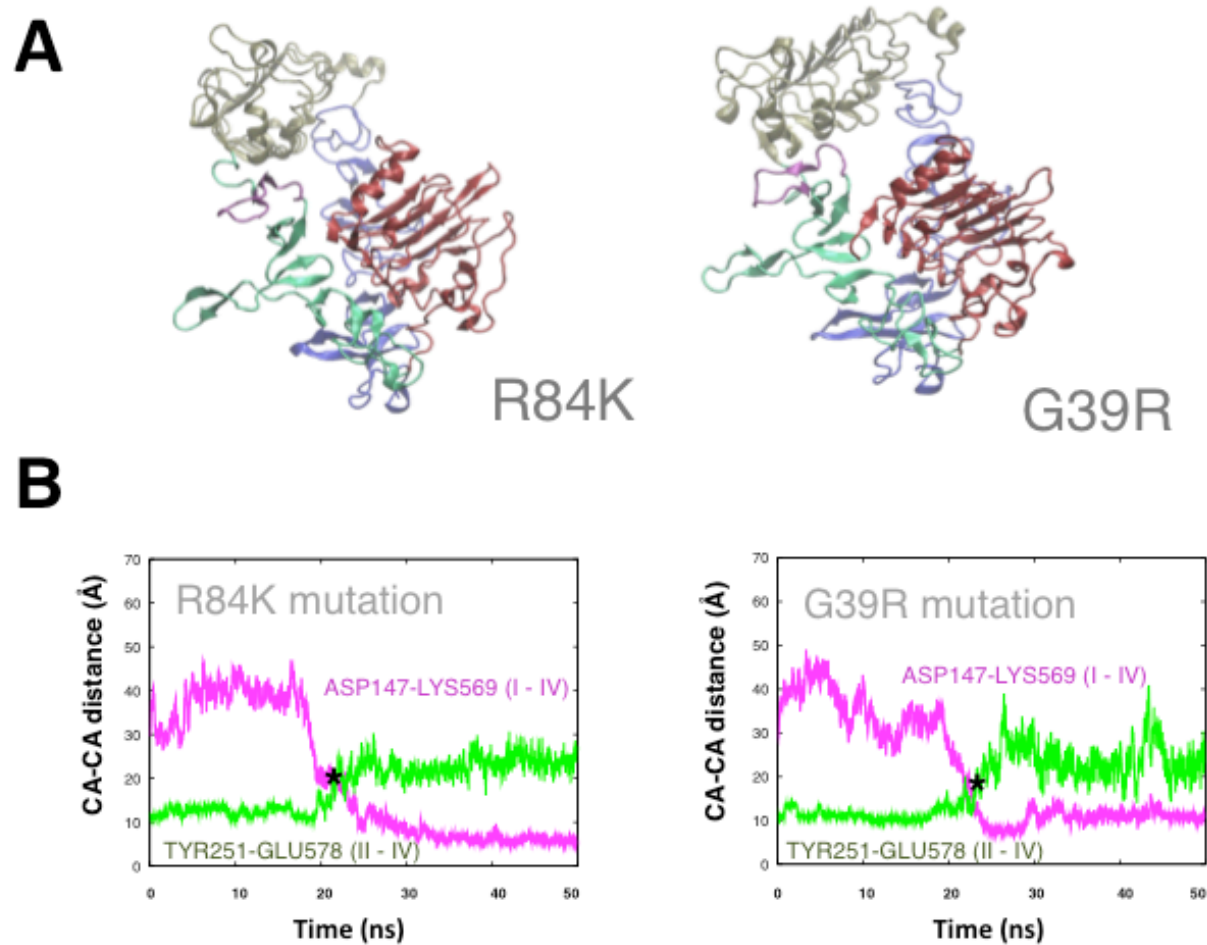 A
R84K
G39R
B
70
60
50
40
30
20
10
0
CA-CA distance (Å)
R84K mutation
ASP147-LYS569 (I - IV)
TYR251-GLU578 (II - IV)
0 10 20 30 40 50
Time (ns)
70
60
50
40
30
20
10
0
CA-CA distance (Å)
G39R mutation
ASP147-LYS569 (I - IV)
TYR251-GLU578 (II - IV)
0 10 20 30 40 50
Time (ns)